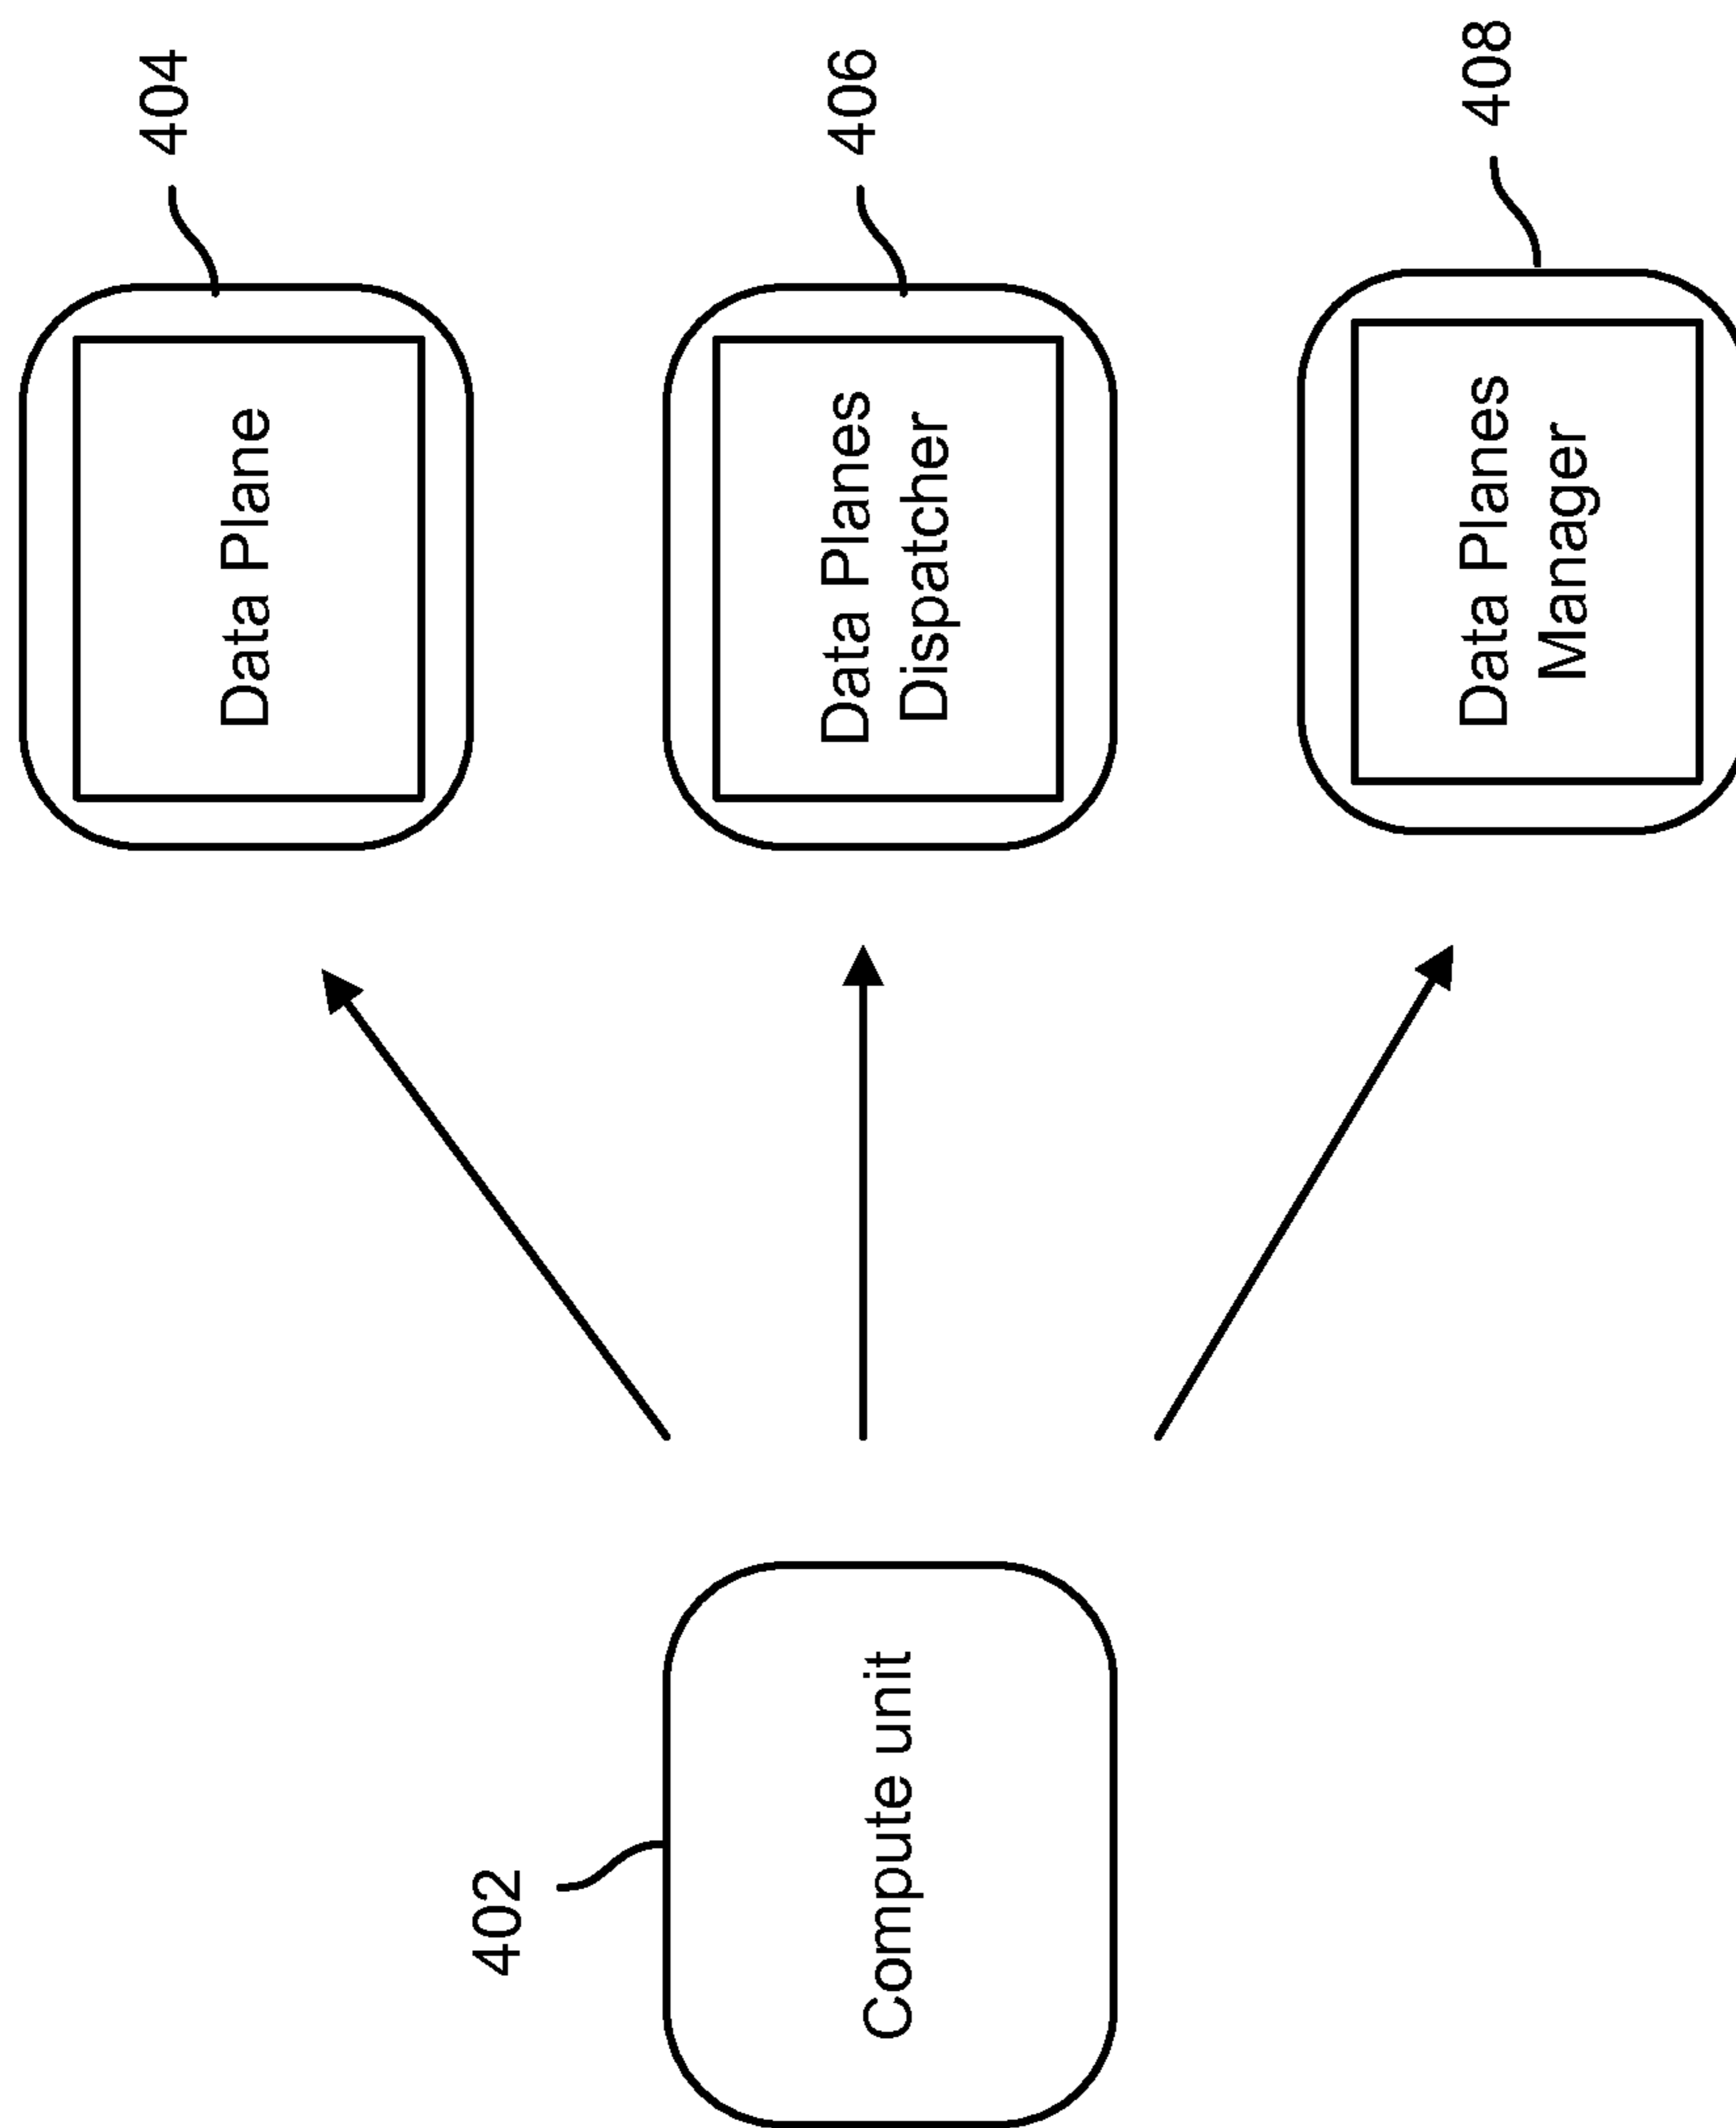 404
Data Plane
402
Compute unit
406
Data Planes
Dispatcher
408
Data Planes
Manager